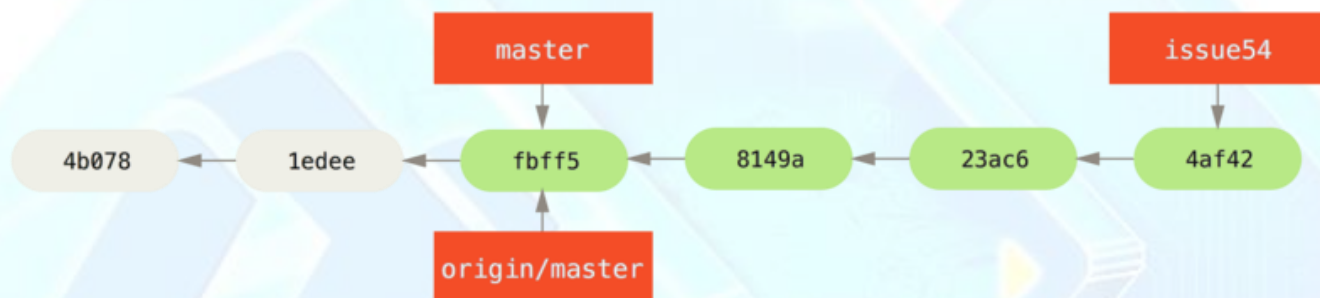 master
issue54
4b078
1edee
fbff5
8149a
23ac6
4af42
origin/master